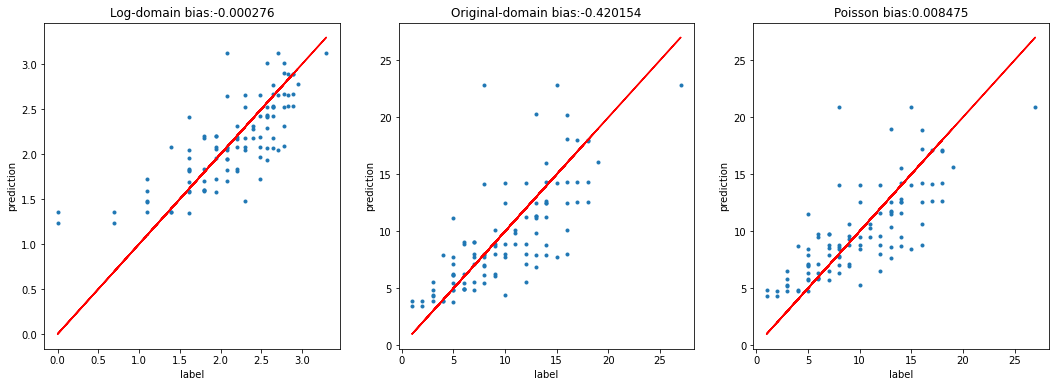 Log-domain bias:-0.000276
prediction
3.0
2.5
2.0
1.5
1.0
0.5
0.0
0.0 0.5 1.0 1.5 2.0 2.5 3.0
label
Original-domain bias:-0.420154
prediction
25
20
15
10
5
0
0 5 10 15 20 25
label
Poisson bias:0.008475
prediction
25
20
15
10
5
0
0 5 10 15 20 25
label